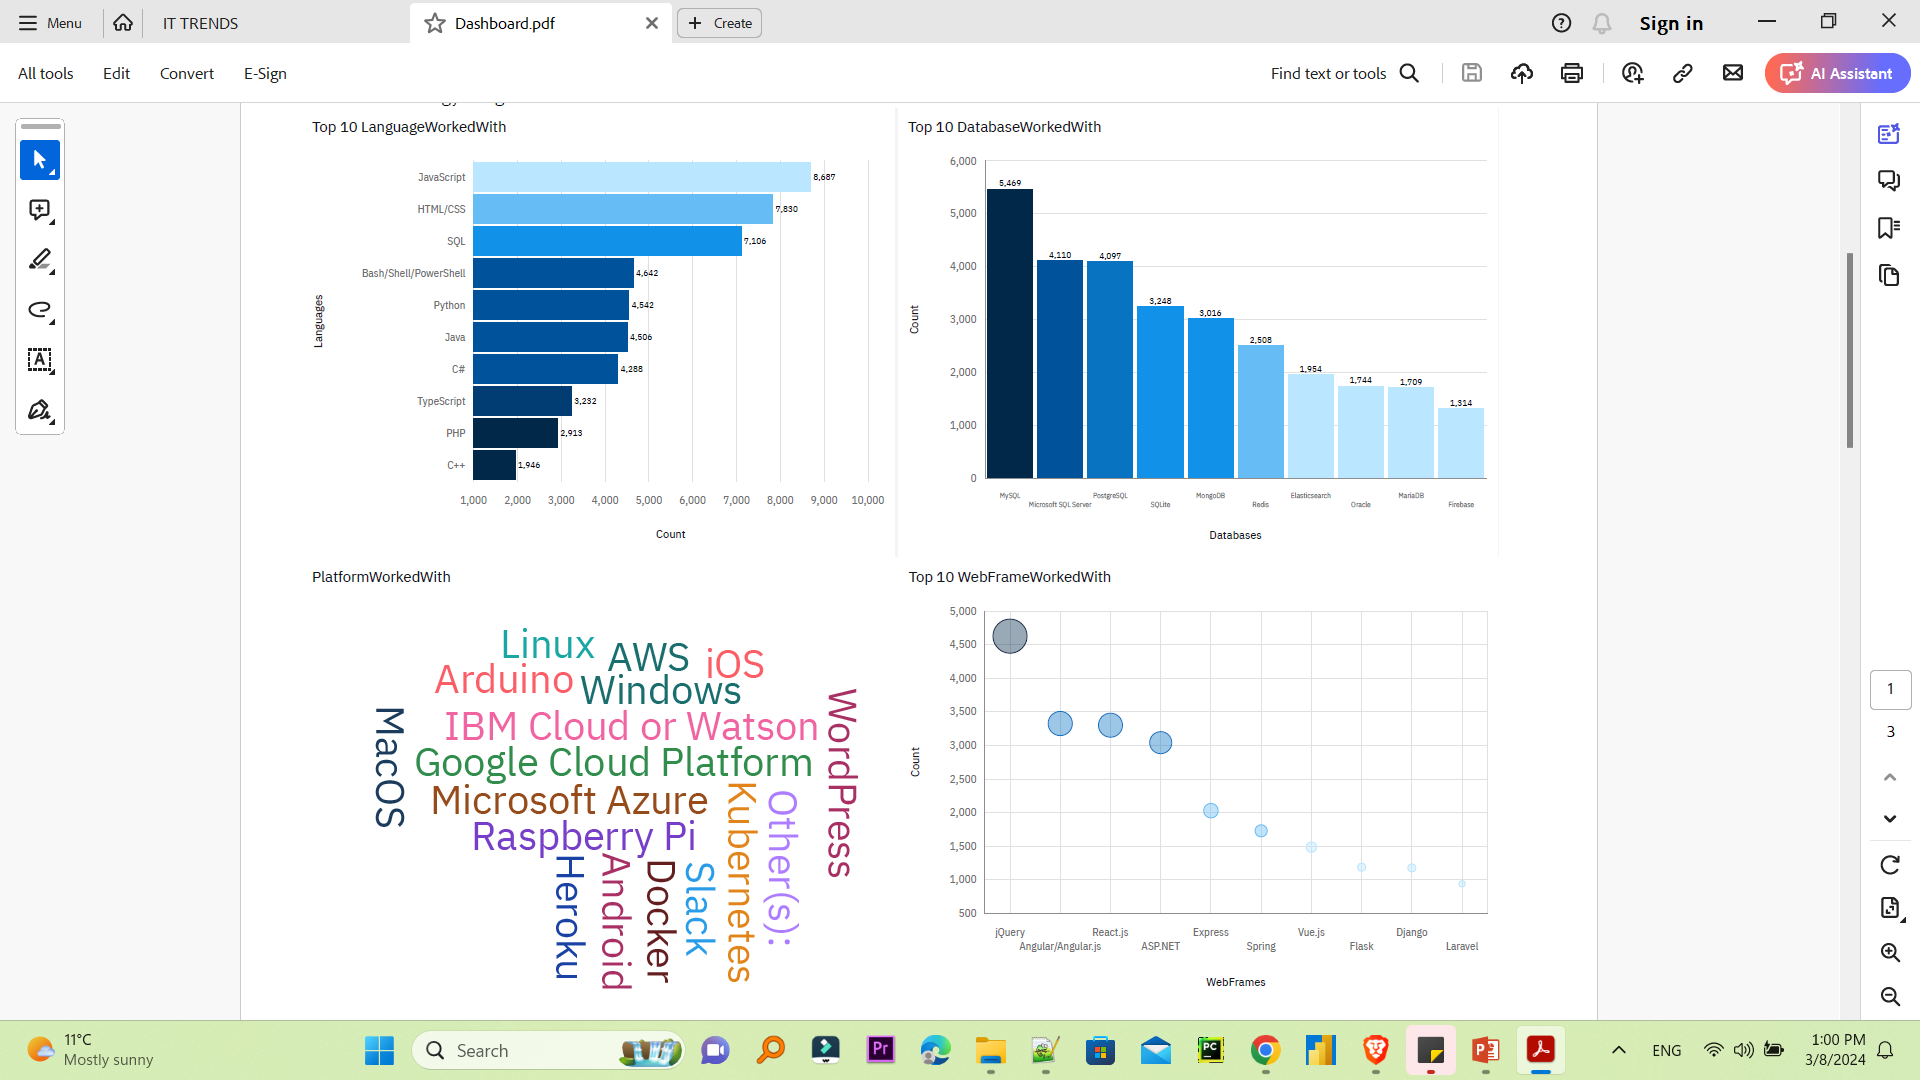 Menu
IT TRENDS
Dashboard.pdf
Create
Sign in
All tools
Edit
Convert
E-Sign
Find text or tools
AI Assistant
Top 10 LanguageWorkedWith
Languages
JavaScript 8,687
HTML/CSS 7,830
SQL 7,106
Bash/Shell/PowerShell 4,642
Python 4,542
Java 4,506
C# 4,288
TypeScript 3,232
PHP 2,913
C++ 1,946
1,000 2,000 3,000 4,000 5,000 6,000 7,000 8,000 9,000 10,000
Count
Top 10 DatabaseWorkedWith
Count
6,000
5,000
4,000
3,000
2,000
1,000
0
5,469
4,110
4,097
3,248
3,016
2,508
1,954
1,744
1,709
1,314
MySQL PostgreSQL MongoDB Elasticsearch MariaDB
Microsoft SQL Server SQLite Redis Oracle Firebase
Databases
PlatformWorkedWith
Linux
AWS
iOS
Arduino
Windows
IBM Cloud or Watson
Google Cloud Platform
Microsoft Azure
Raspberry Pi
MacOS
WordPress
Heroku
Android
Docker
Slack
Kubernetes
Other(s):
Top 10 WebFrameWorkedWith
Count
5,000
4,500
4,000
3,500
3,000
2,500
2,000
1,500
1,000
500
jQuery React.js Express Vue.js Django
Angular/Angular.js ASP.NET Spring Flask Laravel
WebFrames
1
3
11°C
Mostly sunny
Search
Pr
PC
ENG
1:00 PM
3/8/2024